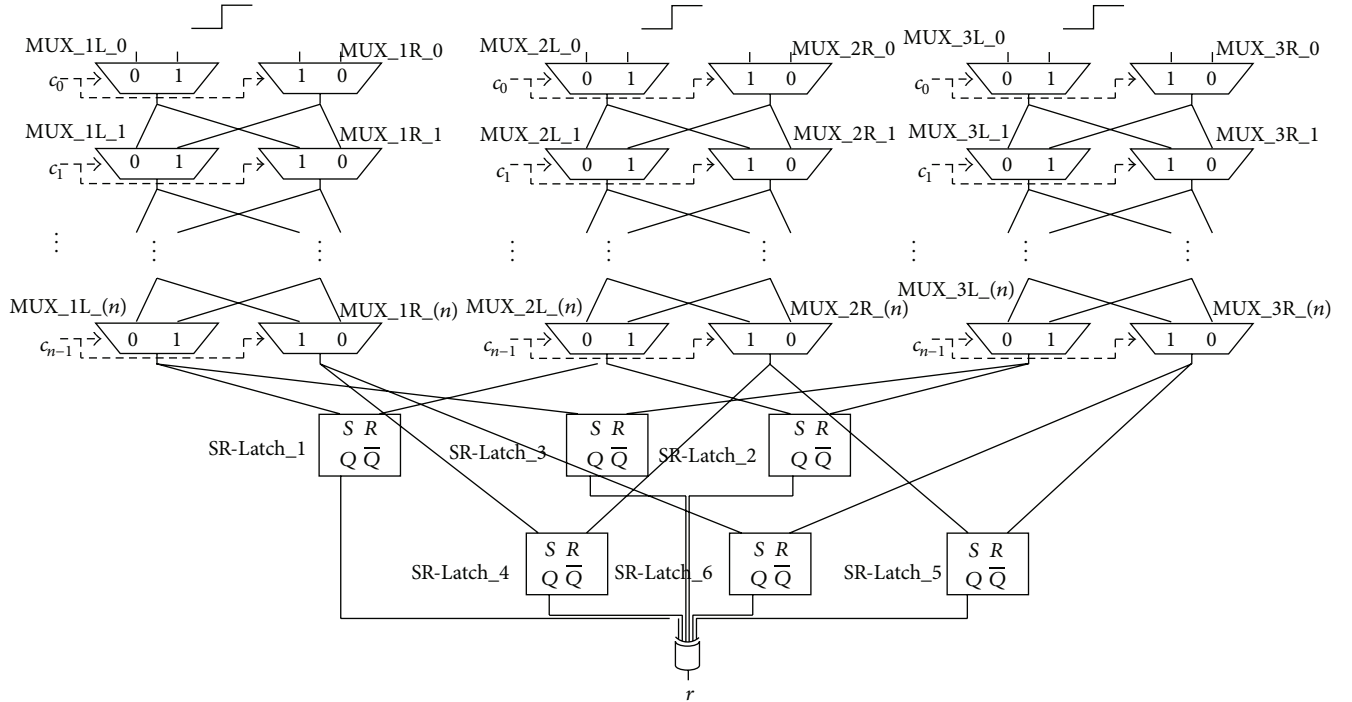 MUX_1L_0 MUX_1R_0 MUX_2L_0 MUX_2R_0 MUX_3L_0 MUX_3R_0
c0 0 1 1 0 c0 0 1 1 0 c0 0 1 1 0
MUX_1L_1 MUX_1R_1 MUX_2L_1 MUX_2R_1 MUX_3L_1 MUX_3R_1
c1 0 1 1 0 c1 0 1 1 0 c1 0 1 1 0
⋮ ⋮ ⋮ ⋮ ⋮ ⋮ ⋮ ⋮ ⋮
MUX_1L_(n) MUX_1R_(n) MUX_2L_(n) MUX_2R_(n) MUX_3L_(n) MUX_3R_(n)
cn−1 0 1 1 0 cn−1 0 1 1 0 cn−1 0 1 1 0
S R S R S R
SR-Latch_1 SR-Latch_3 SR-Latch_2
Q Q̅ Q Q̅ Q Q̅
S R S R S R
SR-Latch_4 SR-Latch_6 SR-Latch_5
Q Q̅ Q Q̅ Q Q̅
r